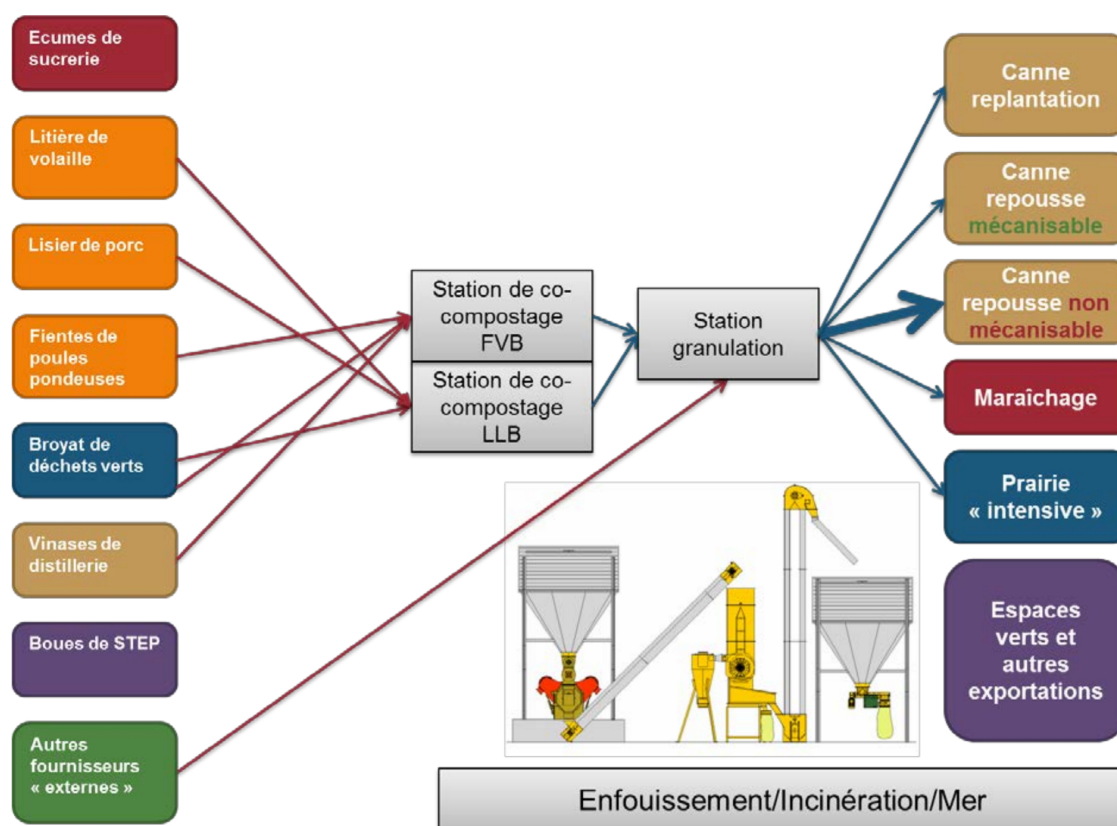 Ecumes de
sucrerie
Litière de
volaille
Lisier de porc
Fientes de
poules
pondeuses
Broyat de
déchets verts
Vinases de
distillerie
Boues de STEP
Autres
fournisseurs
« externes »
Station de co-
compostage
FVB
Station de co-
compostage
LLB
Station
granulation
Canne
replantation
Canne
repousse
mécanisable
Canne
repousse non
mécanisable
Maraîchage
Prairie
« intensive »
Espaces
verts et
autres
exportations
Enfouissement/Incinération/Mer